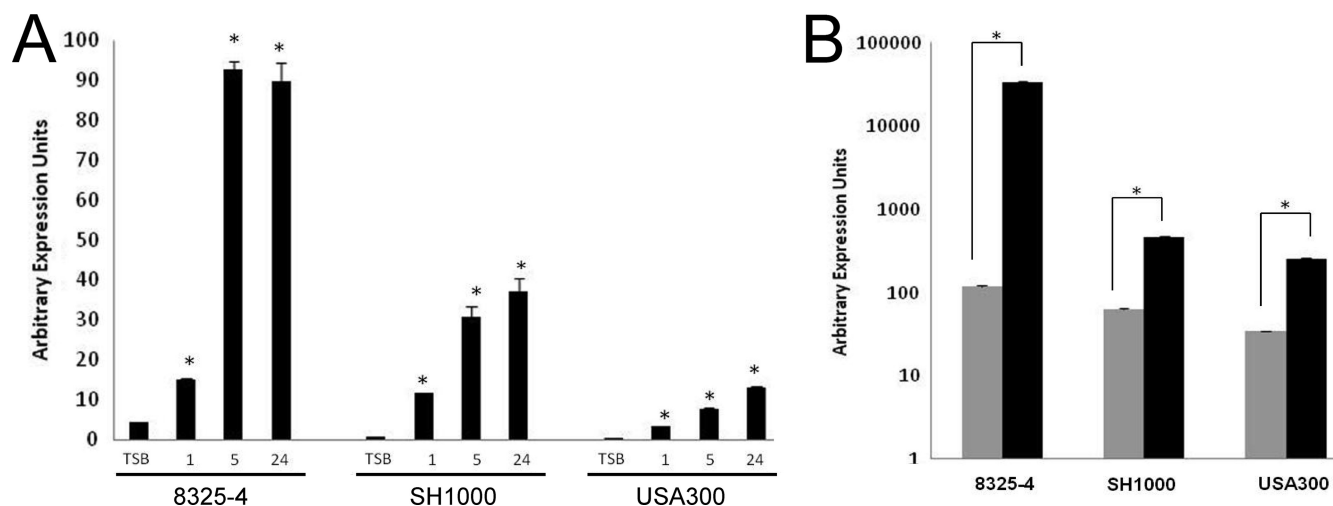 A
Arbitrary Expression Units
100
90
80
70
60
50
40
30
20
10
0
* * * * * * * * *
TSB 1 5 24 TSB 1 5 24 TSB 1 5 24
8325-4 SH1000 USA300
B
Arbitrary Expression Units
100000
10000
1000
100
10
1
* * *
8325-4 SH1000 USA300